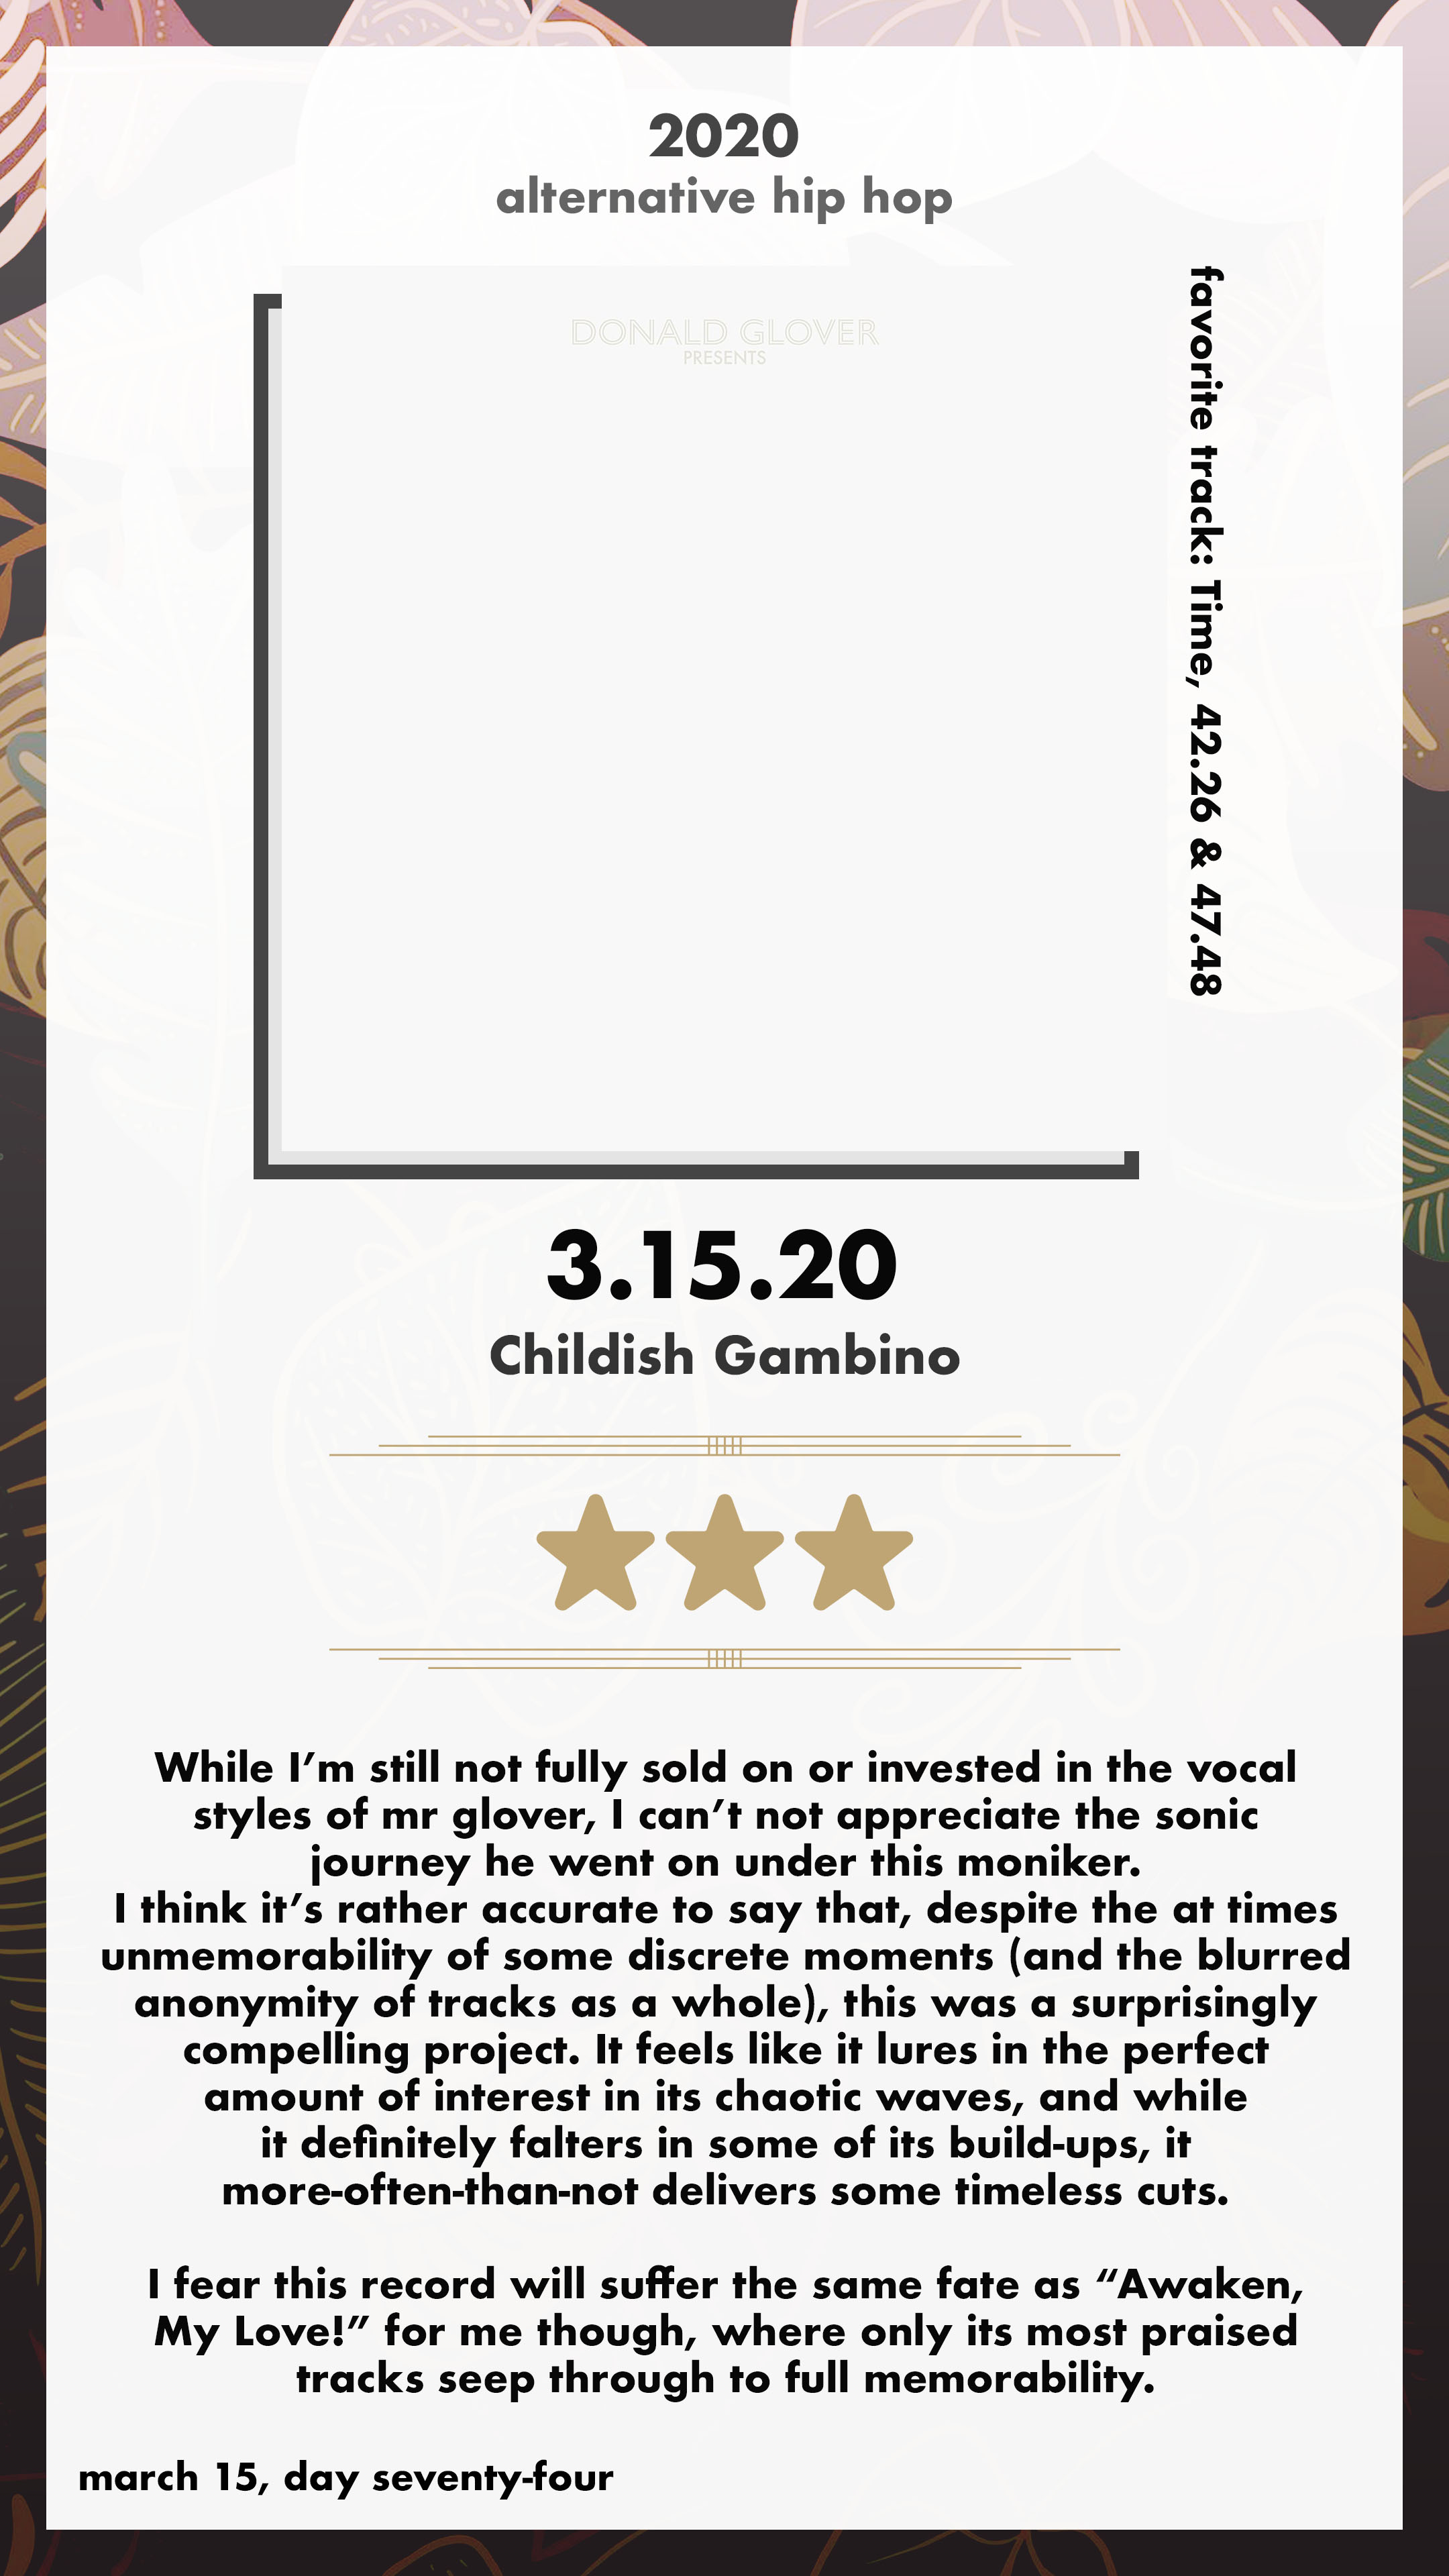 2020
alternative hip hop
DONALD GLOVER
PRESENTS
favorite track: Time, 42.26 & 47.48
3.15.20
Childish Gambino
While I’m still not fully sold on or invested in the vocal
styles of mr glover, I can’t not appreciate the sonic
journey he went on under this moniker.
I think it’s rather accurate to say that, despite the at times
unmemorability of some discrete moments (and the blurred
anonymity of tracks as a whole), this was a surprisingly
compelling project. It feels like it lures in the perfect
amount of interest in its chaotic waves, and while
it definitely falters in some of its build-ups, it
more-often-than-not delivers some timeless cuts.
I fear this record will suffer the same fate as “Awaken,
My Love!” for me though, where only its most praised
tracks seep through to full memorability.
march 15, day seventy-four